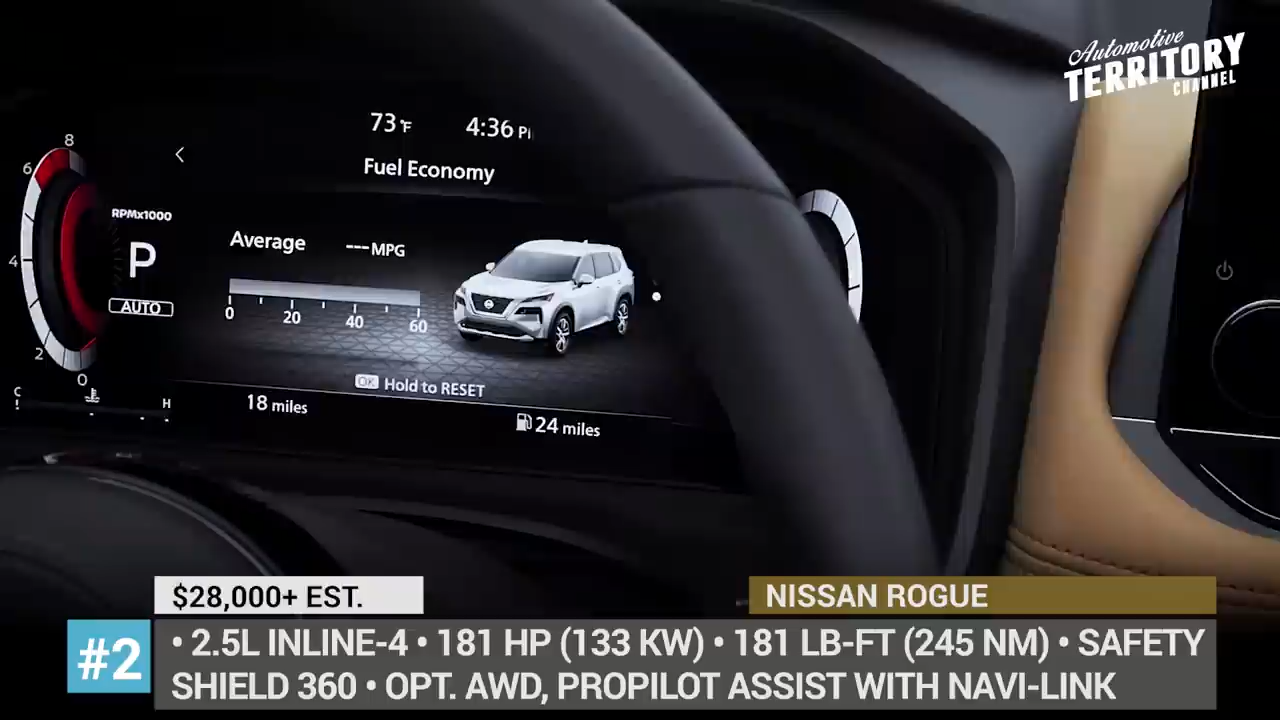 Automotive
TERRITORY
CHANNEL
73°F 4:36
Fuel Economy
8
6
4
2
0
RPMx1000
P
AUTO
Average ---MPG
0 20 40 60
OK Hold to RESET
C H
18 miles 24 miles
$28,000+ EST.
NISSAN ROGUE
#2
• 2.5L INLINE-4 • 181 HP (133 KW) • 181 LB-FT (245 NM) • SAFETY
SHIELD 360 • OPT. AWD, PROPILOT ASSIST WITH NAVI-LINK